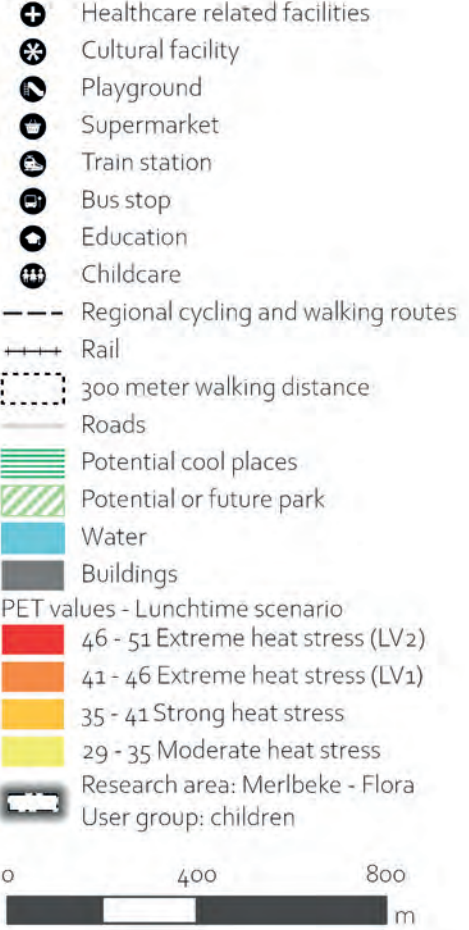 Healthcare related facilities
Cultural facility
Playground
Supermarket
Train station
Bus stop
Education
Childcare
Regional cycling and walking routes
Rail
300 meter walking distance
Roads
Potential cool places
Potential or future park
Water
Buildings
PET values - Lunchtime scenario
46 - 51 Extreme heat stress (LV2)
41 - 46 Extreme heat stress (LV1)
35 - 41 Strong heat stress
29 - 35 Moderate heat stress
Research area: Merlbeke - Flora
User group: children
0 400 800
m